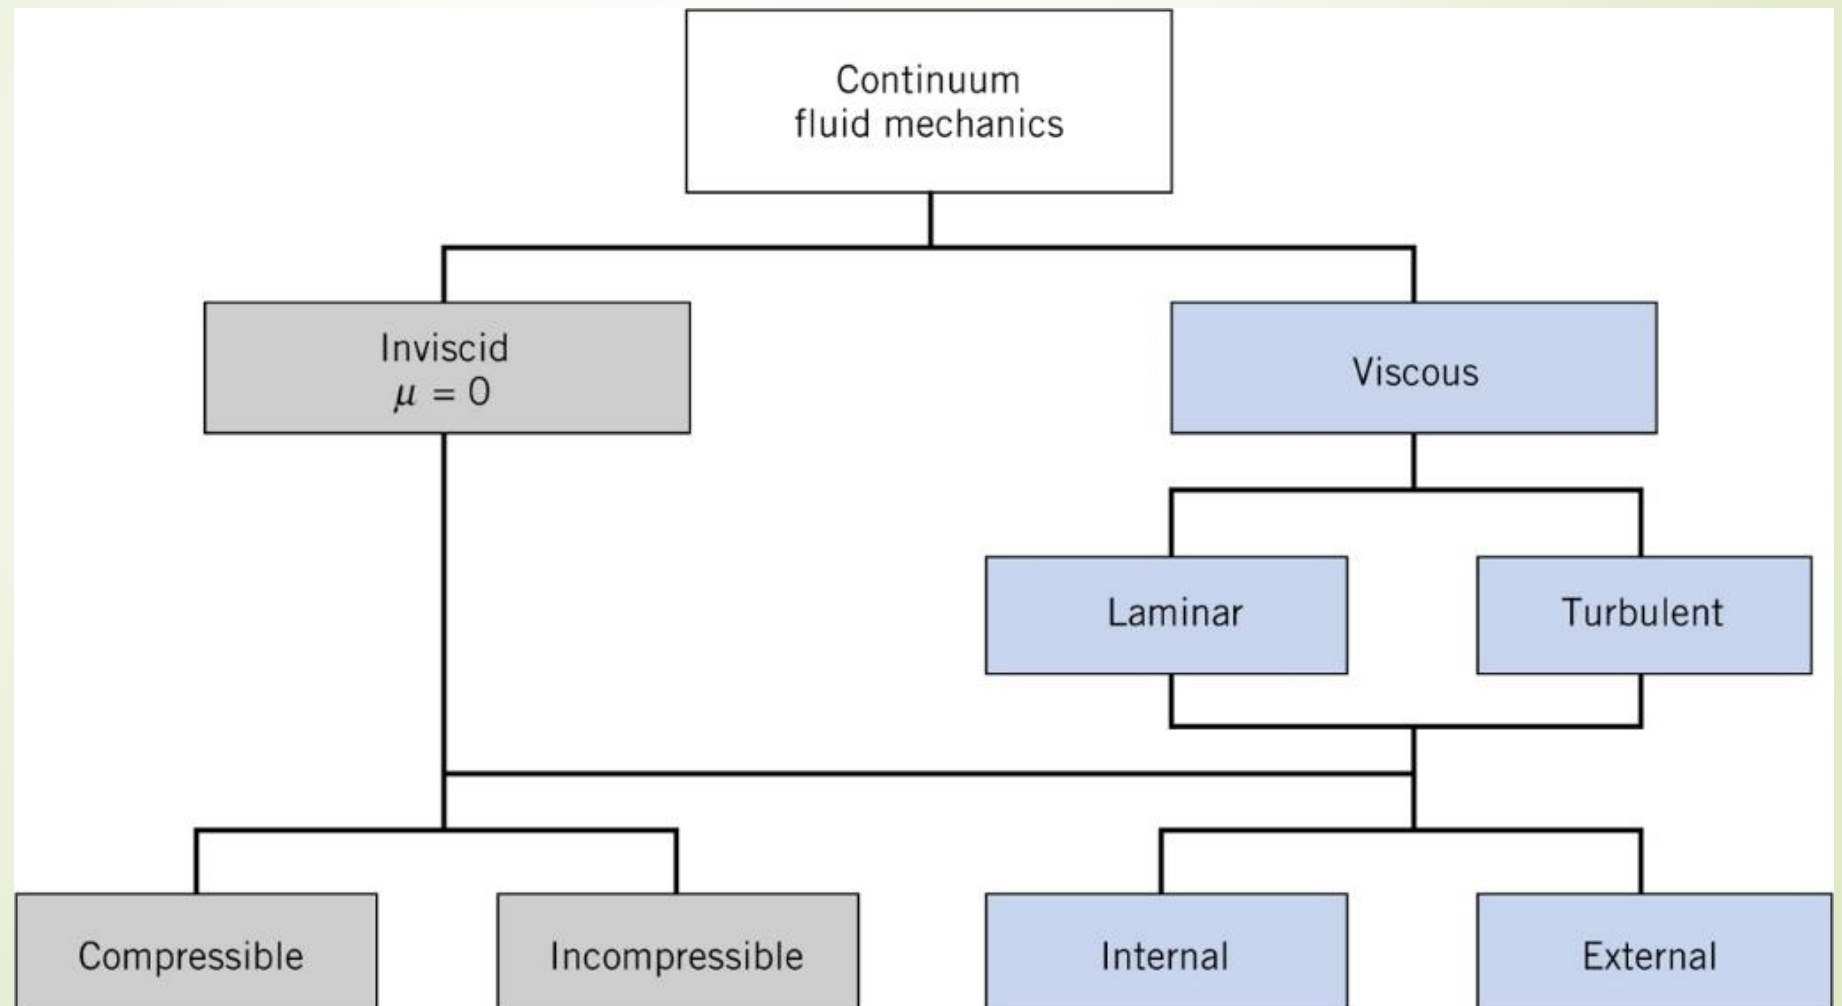 Continuum
fluid mechanics
Inviscid
μ = 0
Viscous
Laminar
Turbulent
Compressible
Incompressible
Internal
External